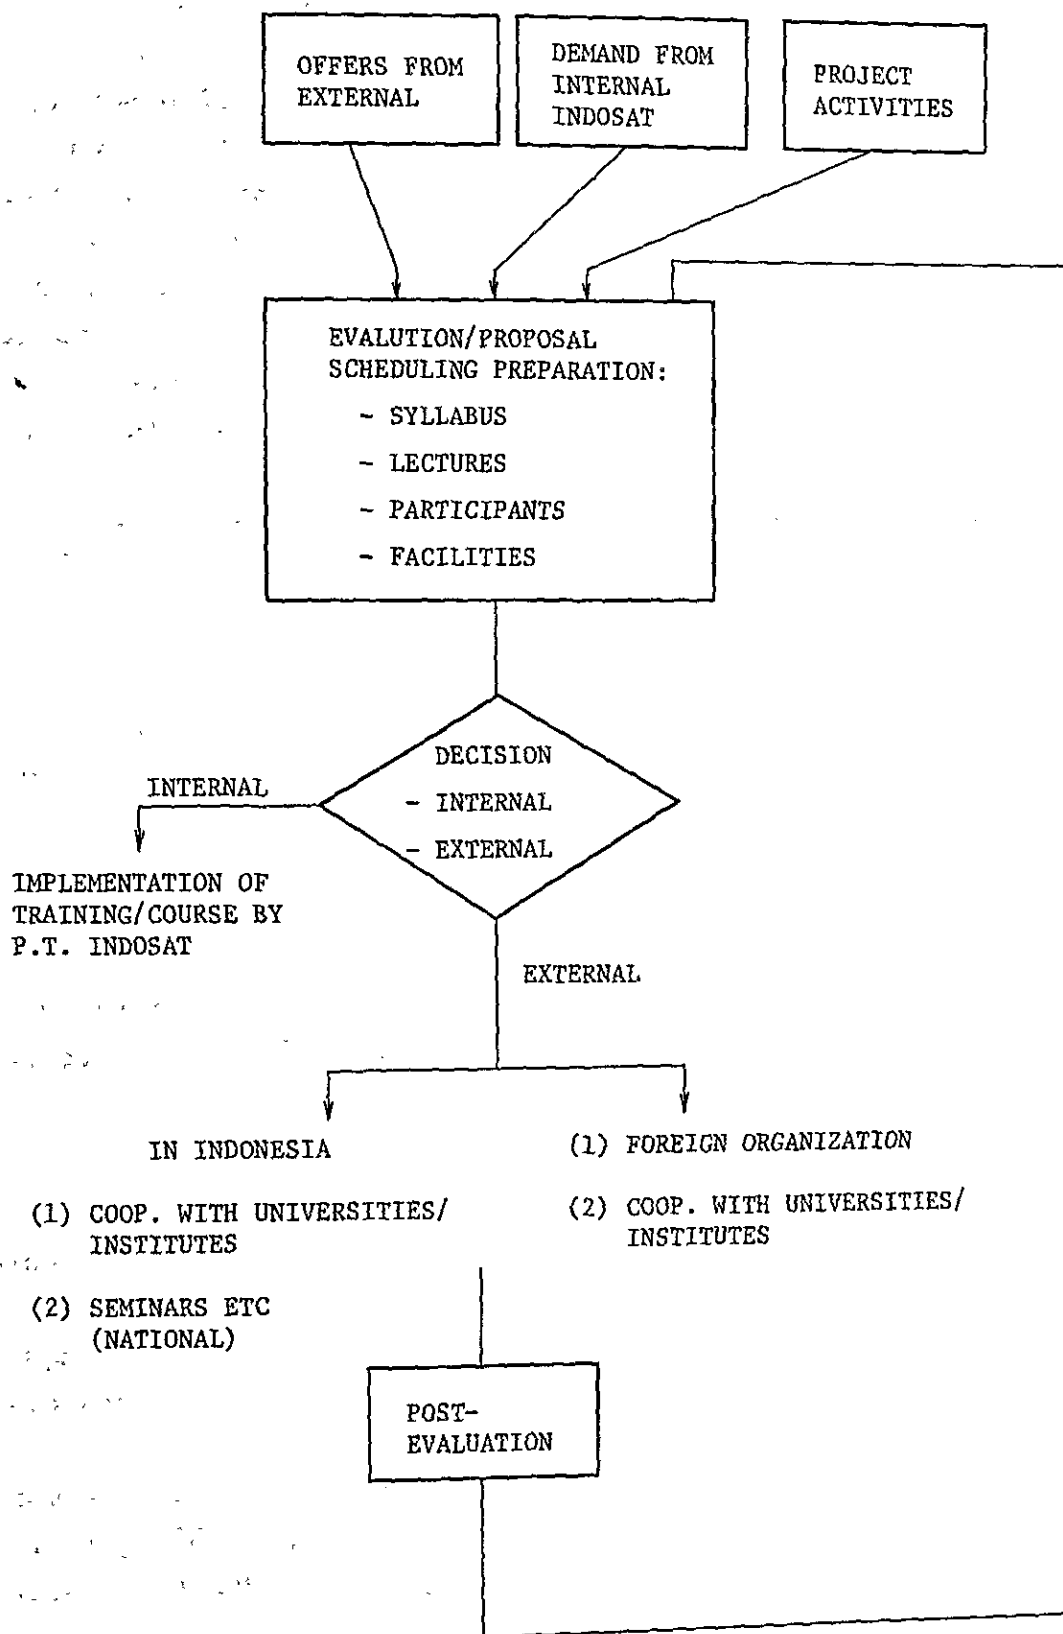 OFFERS FROM
EXTERNAL
DEMAND FROM
INTERNAL
INDOSAT
PROJECT
ACTIVITIES
EVALUTION/PROPOSAL
SCHEDULING PREPARATION:
- SYLLABUS
- LECTURES
- PARTICIPANTS
- FACILITIES
DECISION
- INTERNAL
- EXTERNAL
INTERNAL
IMPLEMENTATION OF
TRAINING/COURSE BY
P.T. INDOSAT
EXTERNAL
IN INDONESIA
(1) COOP. WITH UNIVERSITIES/
INSTITUTES
(2) SEMINARS ETC
(NATIONAL)
(1) FOREIGN ORGANIZATION
(2) COOP. WITH UNIVERSITIES/
INSTITUTES
POST-
EVALUATION